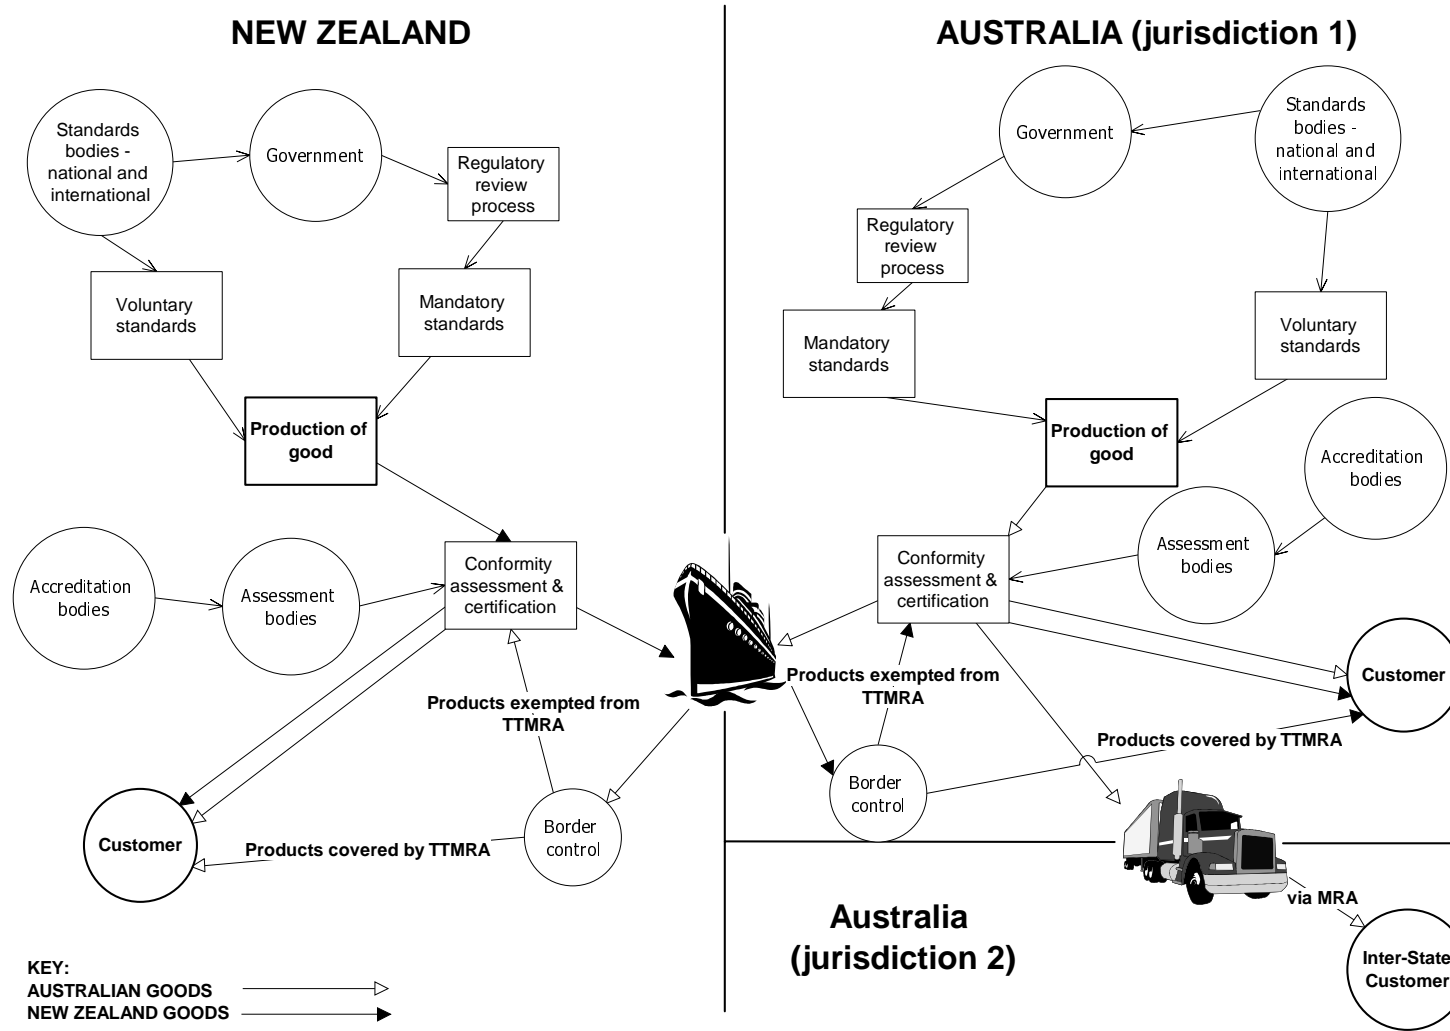 NEW ZEALAND
Standards
bodies -
national and
international
Government
Regulatory
review
process
Voluntary
standards
Mandatory
standards
Production of
good
Accreditation
bodies
Assessment
bodies
Conformity
assessment &
certification
Products exempted from
TTMRA
Customer
Products covered by TTMRA
Border
control
KEY:
AUSTRALIAN GOODS
NEW ZEALAND GOODS
AUSTRALIA (jurisdiction 1)
Government
Standards
bodies -
national and
international
Regulatory
review
process
Mandatory
standards
Voluntary
standards
Production of
good
Accreditation
bodies
Assessment
bodies
Conformity
assessment &
certification
Products exempted from
TTMRA
Customer
Products covered by TTMRA
Border
control
Australia
(jurisdiction 2)
via MRA
Inter-State
Customer